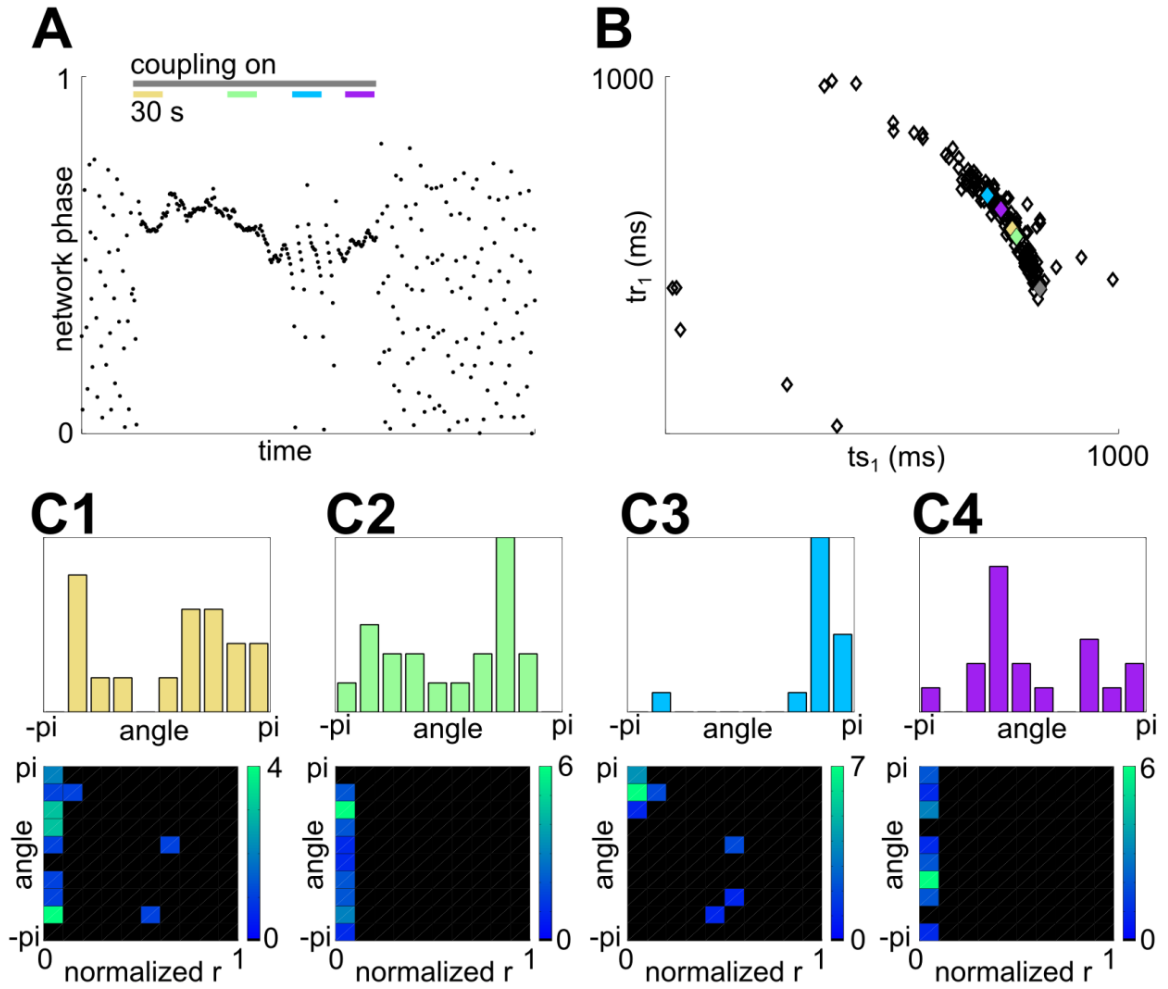 A
B
coupling on
30 s
1
network phase
0
time
1000
tr1 (ms)
ts1 (ms)
1000
C1
C2
C3
C4
-pi angle pi
-pi angle pi
-pi angle pi
-pi angle pi
pi
angle
-pi
0 1
normalized r
4
0
pi
angle
-pi
0 1
normalized r
6
0
pi
angle
-pi
0 1
normalized r
7
0
pi
angle
-pi
0 1
normalized r
6
0